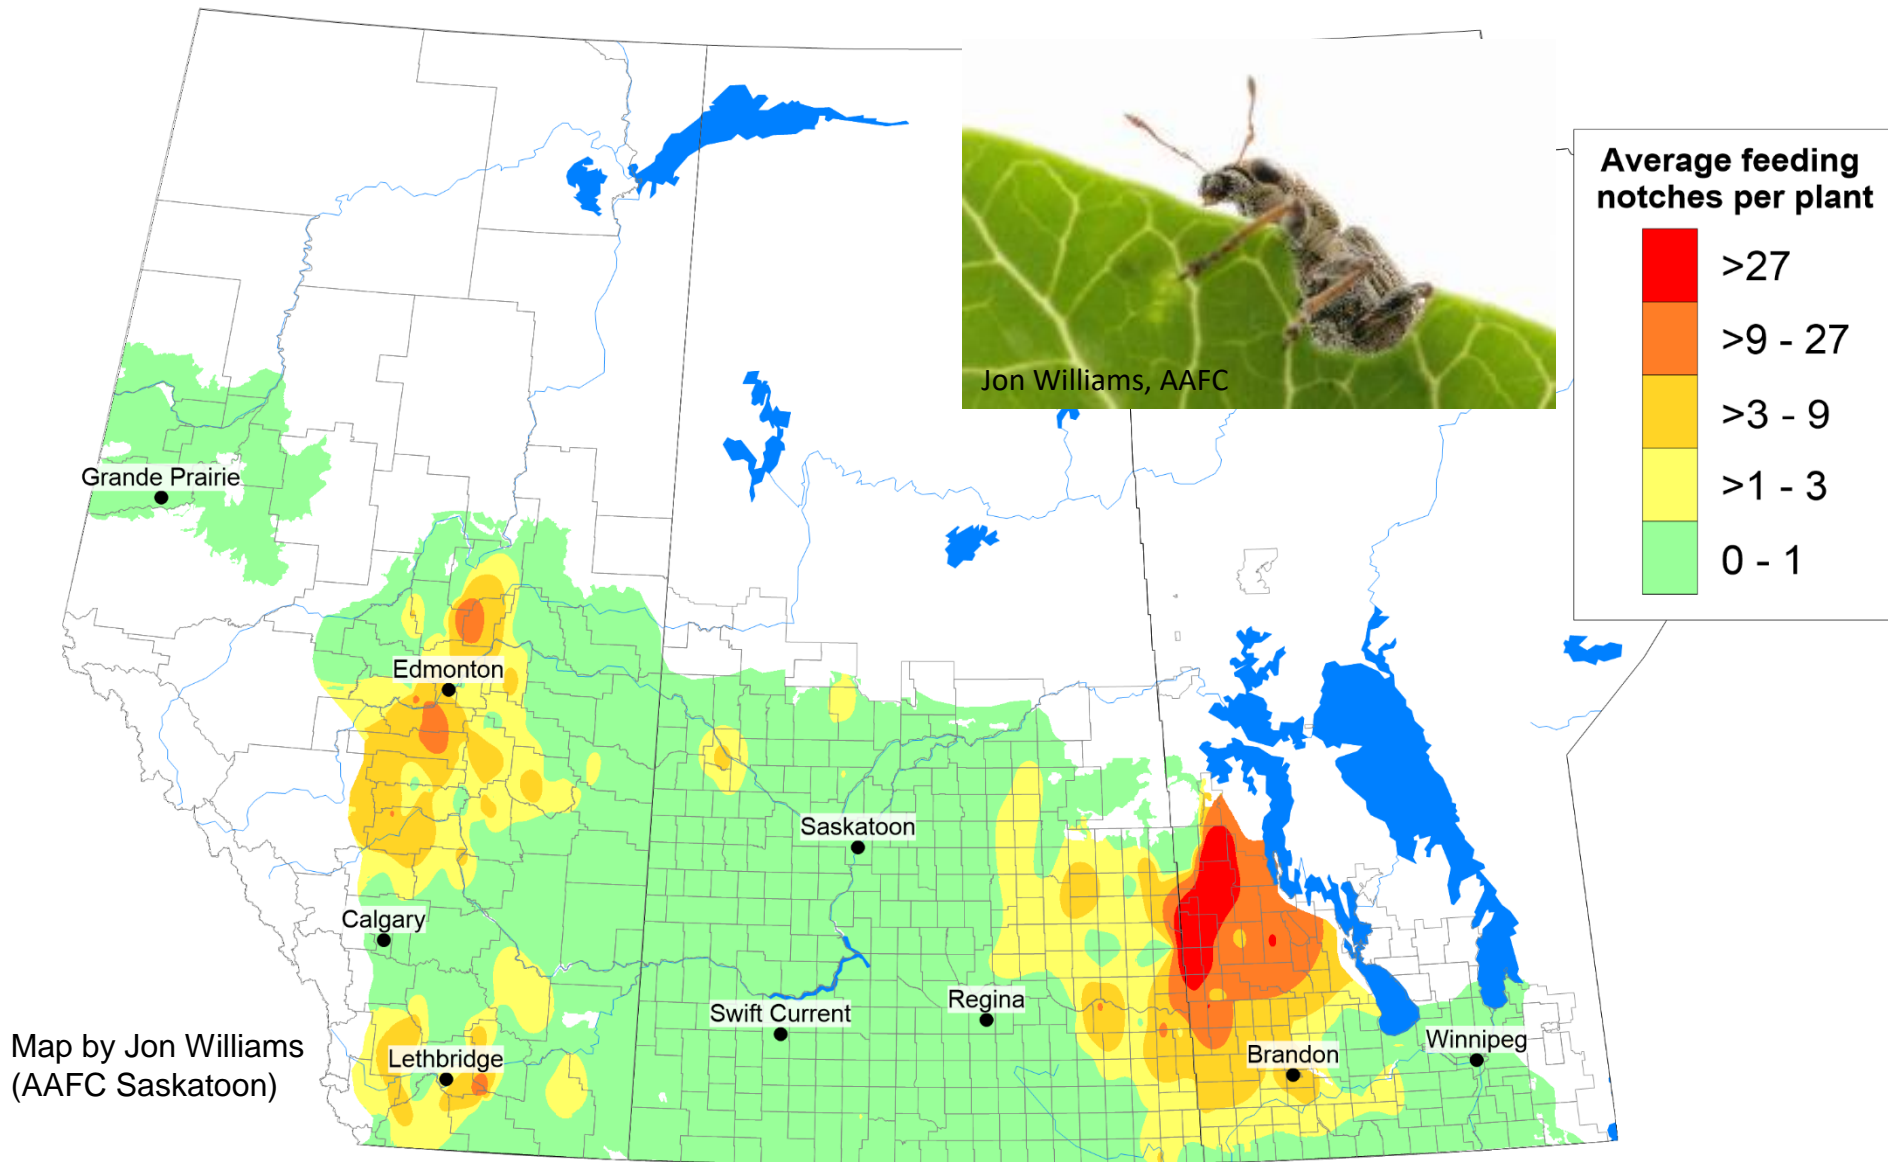 Jon Williams, AAFC
Average feeding
notches per plant
>27
>9 - 27
>3 - 9
>1 - 3
0 - 1
Grande Prairie
Edmonton
Saskatoon
Calgary
Regina
Swift Current
Lethbridge
Brandon
Winnipeg
Map by Jon Williams
(AAFC Saskatoon)